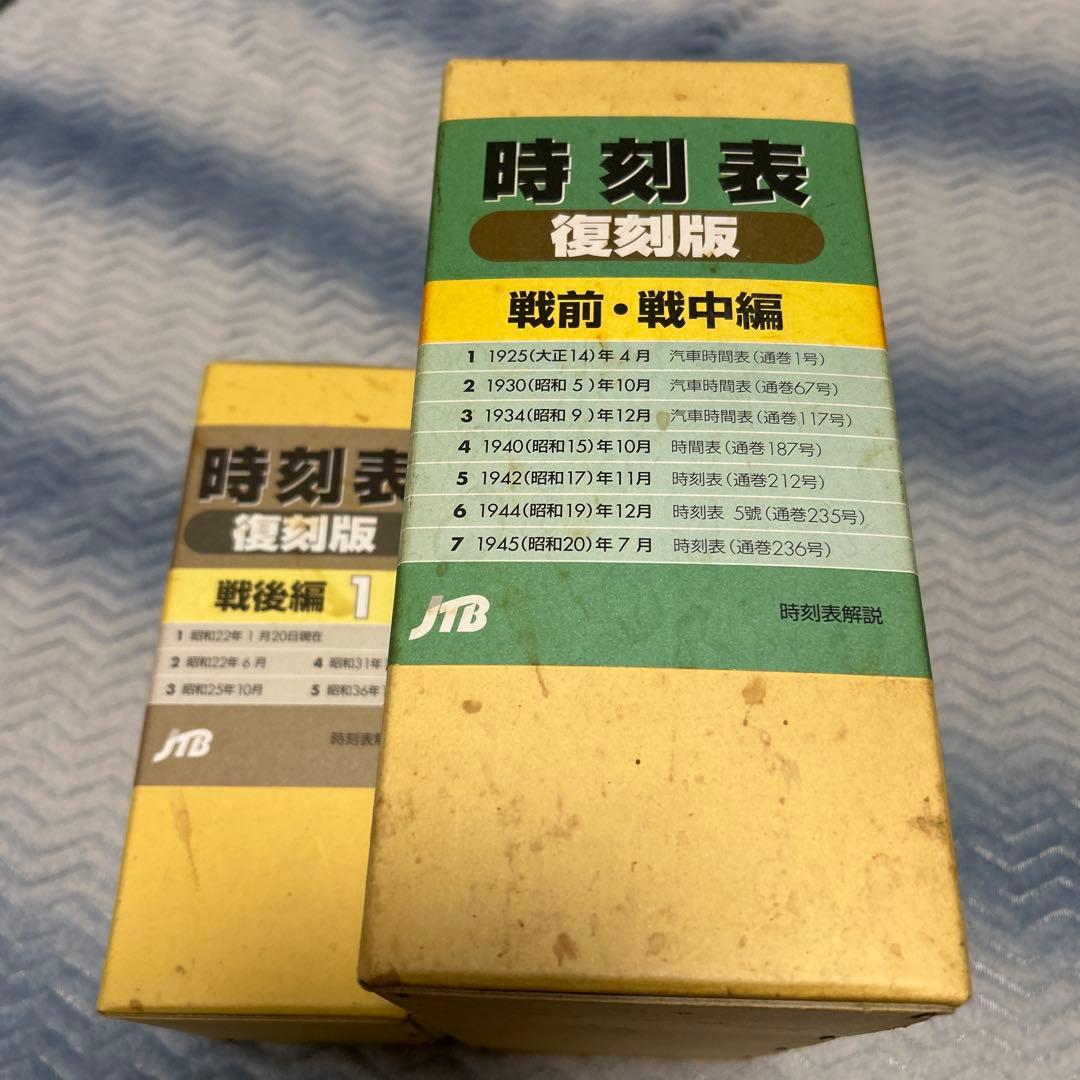 時刻表
復刻版
戦前・戦中編
1 1925(大正14)年 4月 汽車時間表(通巻1号)
2 1930(昭和 5 )年10月 汽車時間表(通巻67号)
3 1934(昭和 9 )年12月 汽車時間表(通巻117号)
4 1940(昭和15)年10月 時間表(通巻187号)
5 1942(昭和17)年11月 時刻表(通巻212号)
6 1944(昭和19)年12月 時刻表 5號(通巻235号)
7 1945(昭和20)年 7月 時刻表(通巻236号)
JTB 時刻表解説
時刻表
復刻版
戦後編 1
1 昭和22年 1月20日現在
2 昭和22年 6月 4 昭和31年
3 昭和25年10月 5 昭和36年
JTB 時刻表